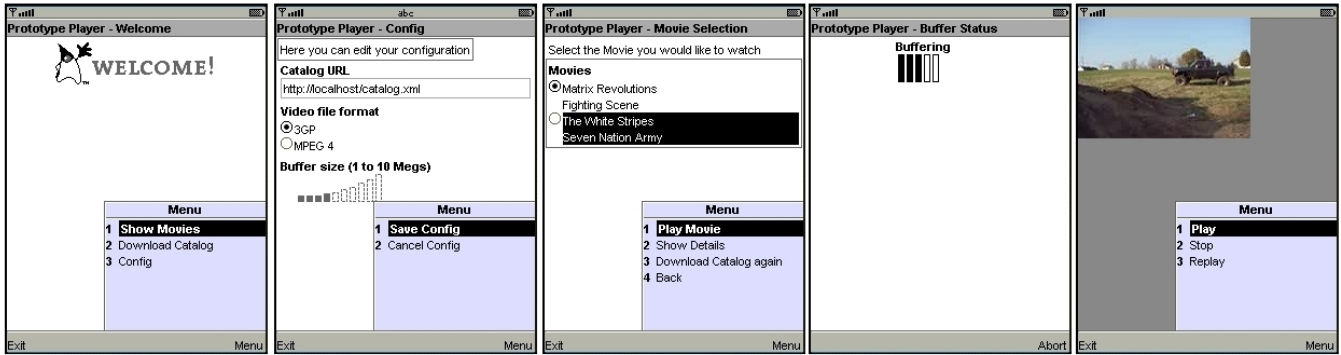 Prototype Player - Welcome
WELCOME!
TM
Menu
1 Show Movies
2 Download Catalog
3 Config
Exit
Menu
abc
Prototype Player - Config
Here you can edit your configuration
Catalog URL
http://localhost/catalog.xml
Video file format
3GP
MPEG 4
Buffer size (1 to 10 Megs)
Menu
1 Save Config
2 Cancel Config
Exit
Menu
Prototype Player - Movie Selection
Select the Movie you would like to watch
Movies
Matrix Revolutions
Fighting Scene
The White Stripes
Seven Nation Army
Menu
1 Play Movie
2 Show Details
3 Download Catalog again
4 Back
Exit
Menu
Prototype Player - Buffer Status
Buffering
Abort
Menu
1 Play
2 Stop
3 Replay
Exit
Menu